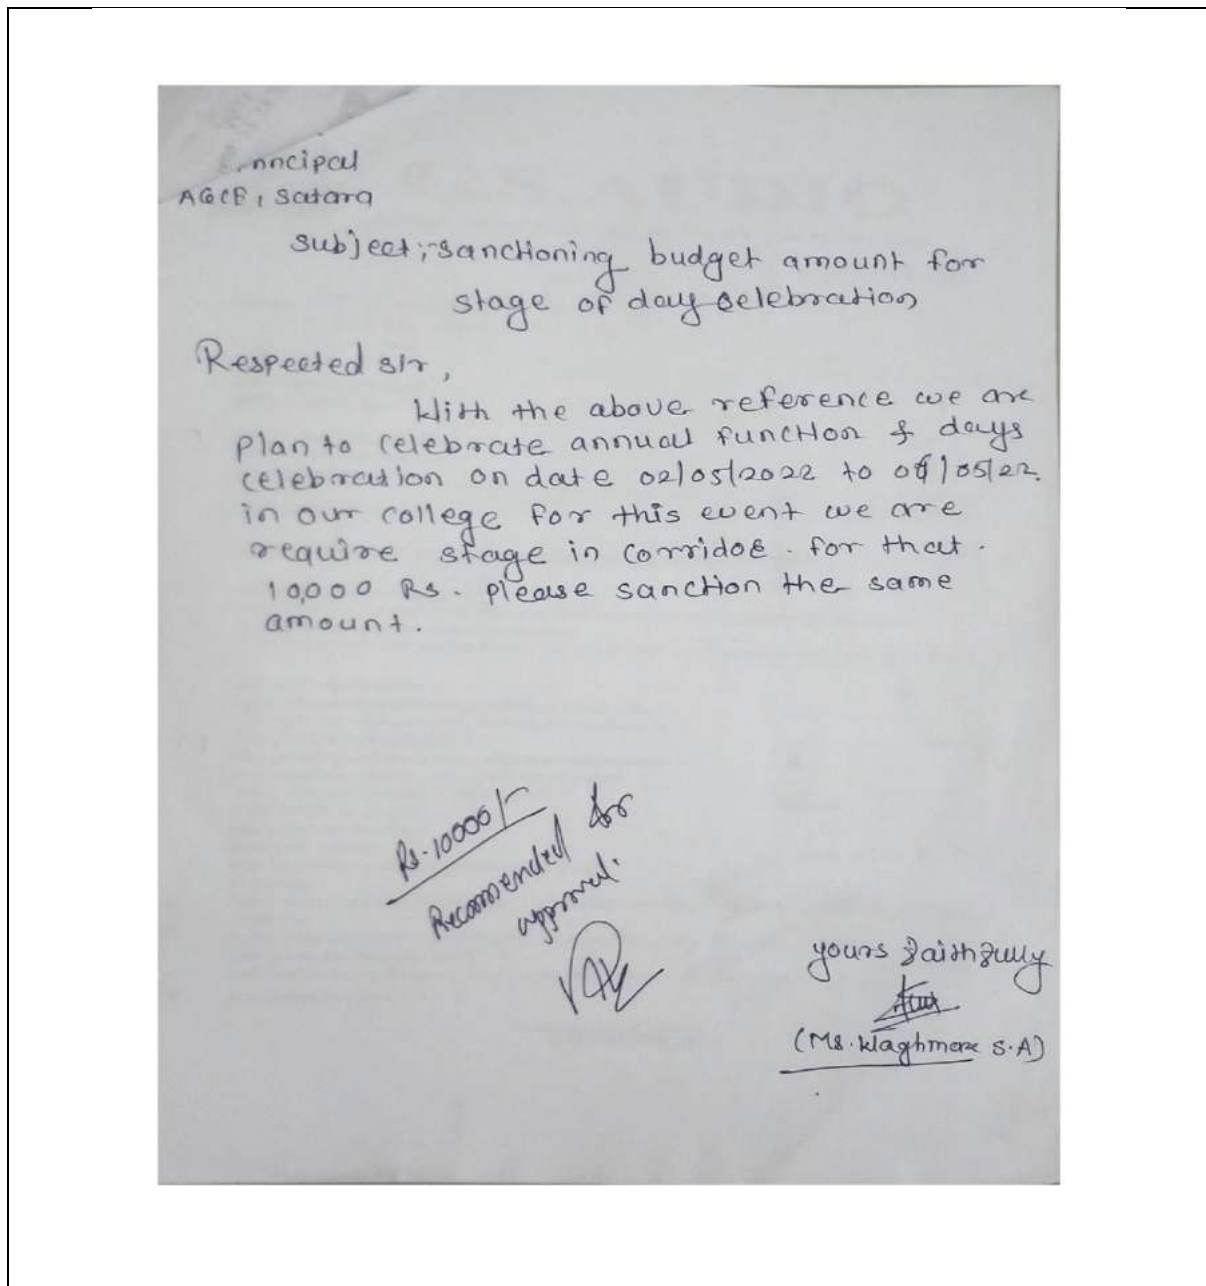 Principal
AGCE, Satara
Subject:- Sanctioning budget amount for
stage of day celebration
Respected sir,
With the above reference we are
plan to celebrate annual function & days
celebration on date 02/05/2022 to /05/22.
in our college for this event we are
require stage in corridor. for that.
10,000 Rs. please sanction the same
amount.
Rs. 10000/-
Recommended for
approval.
yours faithfully
(Ms. Waghmare S.A)